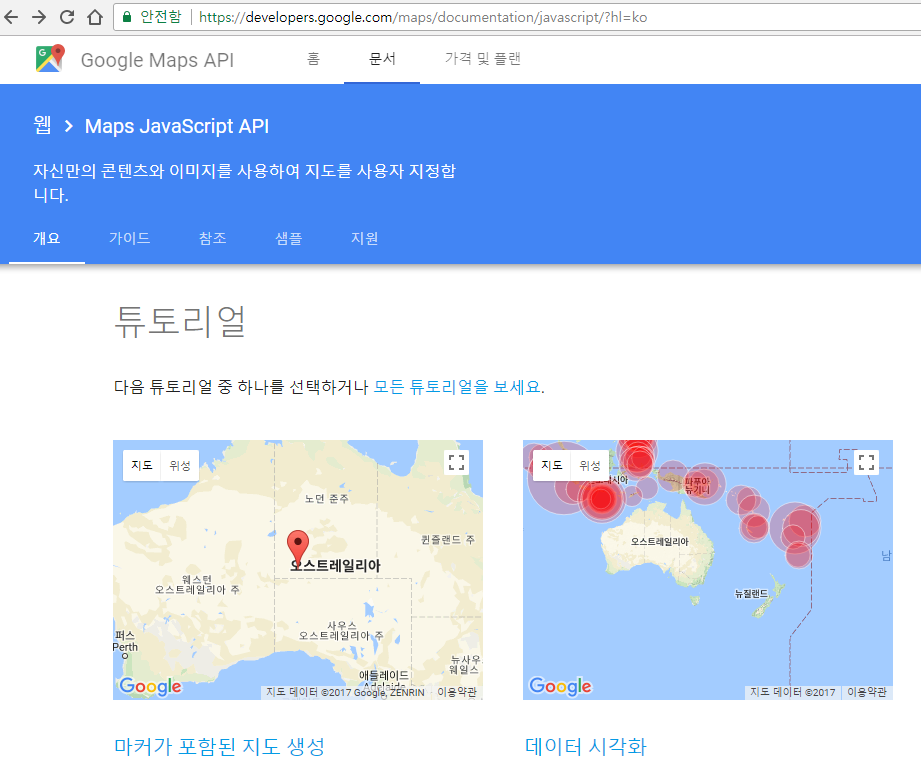 안전함 https://developers.google.com/maps/documentation/javascript/?hl=ko
G Google Maps API 홈 문서 가격 및 플랜
웹 > Maps JavaScript API
자신만의 콘텐츠와 이미지를 사용하여 지도를 사용자 지정합
니다.
개요 가이드 참조 샘플 지원
튜토리얼
다음 튜토리얼 중 하나를 선택하거나 모든 튜토리얼을 보세요.
지도 위성
노던 준주
퀸즐랜드 주
오스트레일리아
웨스턴
오스트레일리아 주
사우스
오스트레일리아 주
퍼스
Perth
뉴사우
웨일스
애들레이드
Adelaide
Google
지도 데이터 ©2017 Google, ZENRIN 이용약관
지도 위성
파푸아
뉴기니
오스트레일리아
뉴질랜드
남
Google
지도 데이터 ©2017 이용약관
마커가 포함된 지도 생성
데이터 시각화